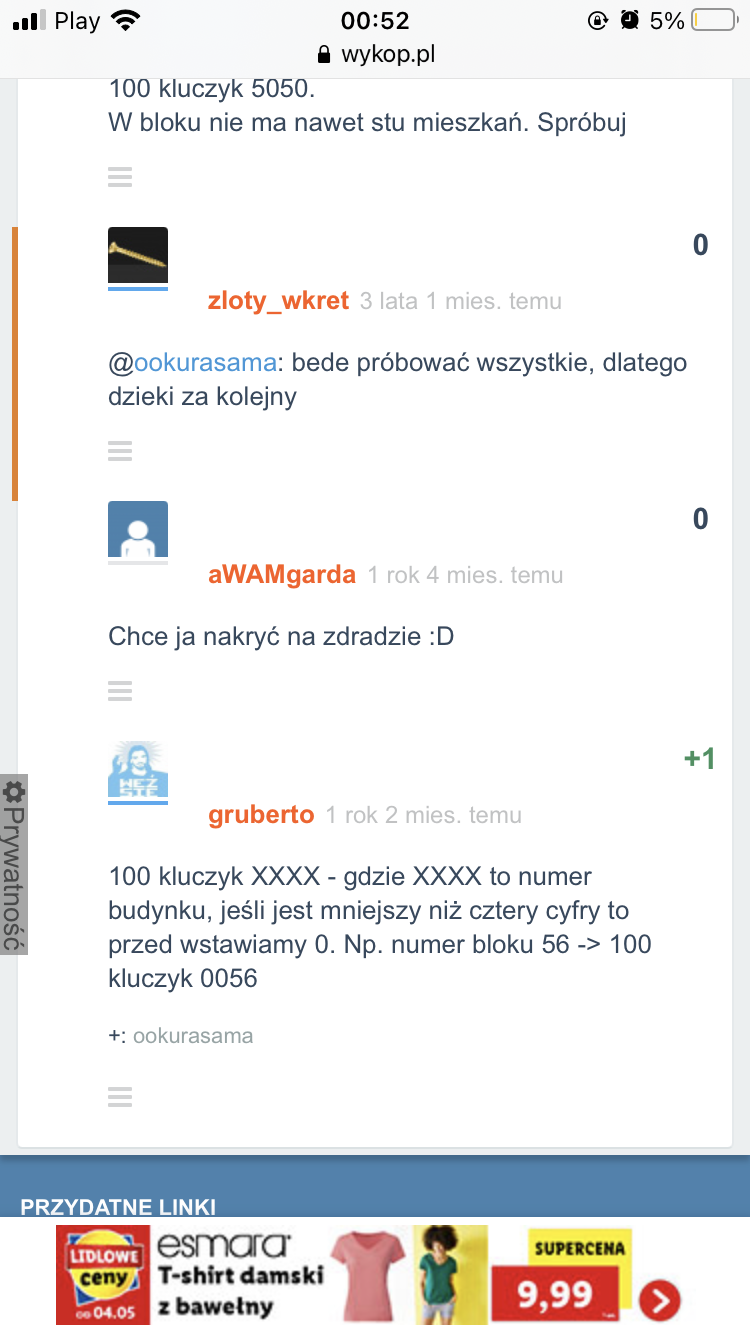 Play 00:52 5%
wykop.pl
100 kluczyk 5050.
W bloku nie ma nawet stu mieszkań. Spróbuj
0
zloty_wkret 3 lata 1 mies. temu
@ookurasama: bede próbować wszystkie, dlatego
dzieki za kolejny
0
aWAMgarda 1 rok 4 mies. temu
Chce ja nakryć na zdradzie :D
WEŹ
SIE
+1
gruberto 1 rok 2 mies. temu
Prywatność
100 kluczyk XXXX - gdzie XXXX to numer
budynku, jeśli jest mniejszy niż cztery cyfry to
przed wstawiamy 0. Np. numer bloku 56 -> 100
kluczyk 0056
+: ookurasama
PRZYDATNE LINKI
LIDLOWE
ceny
OD 04.05
esmara
T-shirt damski
z bawełny
SUPERCENA
9,99